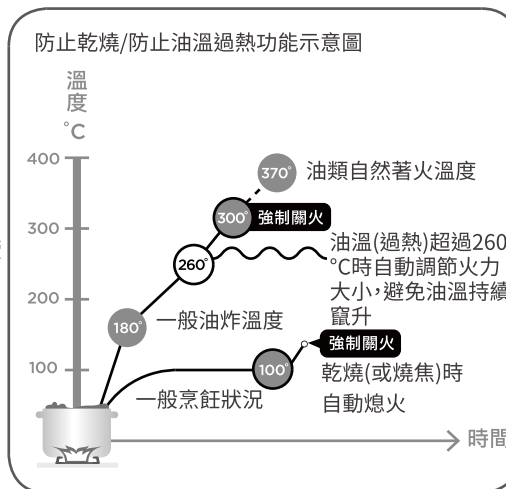 防止乾燒/防止油溫過熱功能示意圖
溫度
°C
400
370°
油類自然著火溫度
300
300°
強制關火
260°
油溫(過熱)超過260
°C時自動調節火力
大小，避免油溫持續
竄升
200
180°
一般油炸溫度
強制關火
100
100°
乾燒(或燒焦)時
自動熄火
一般烹飪狀況
時間